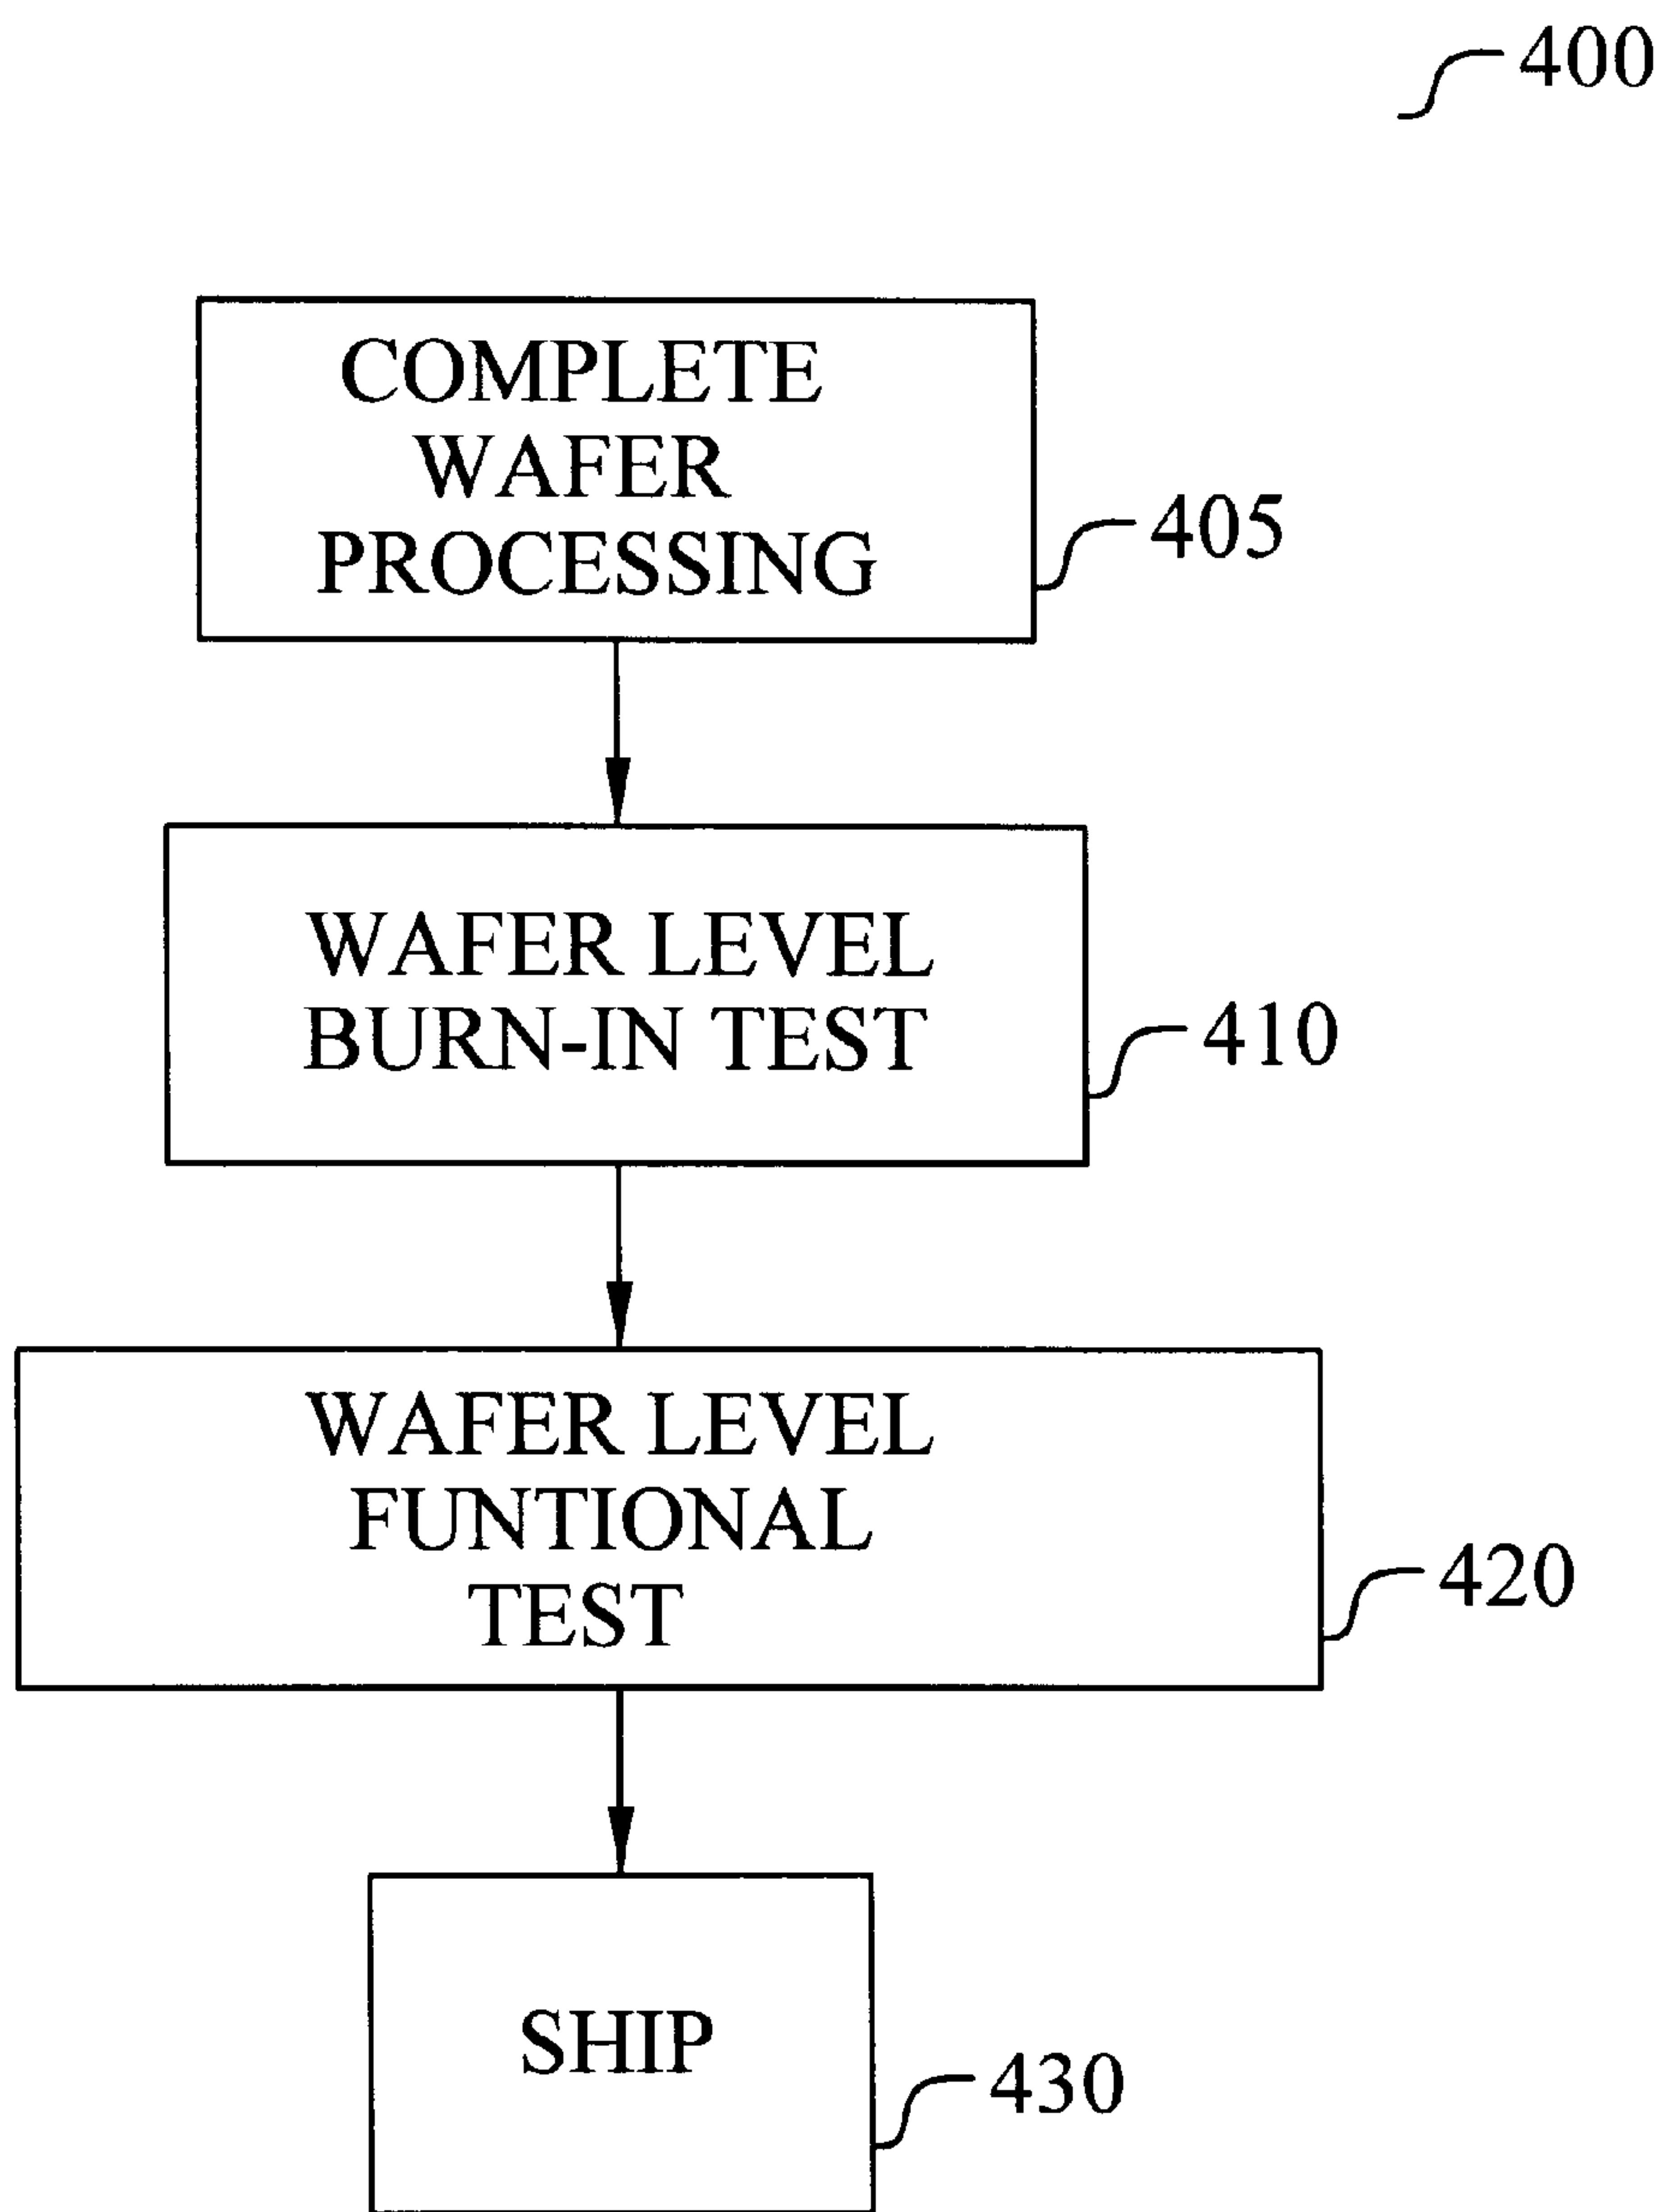 400
COMPLETE
WAFER
PROCESSING
405
WAFER LEVEL
BURN-IN TEST
410
WAFER LEVEL
FUNTIONAL
TEST
420
SHIP
430